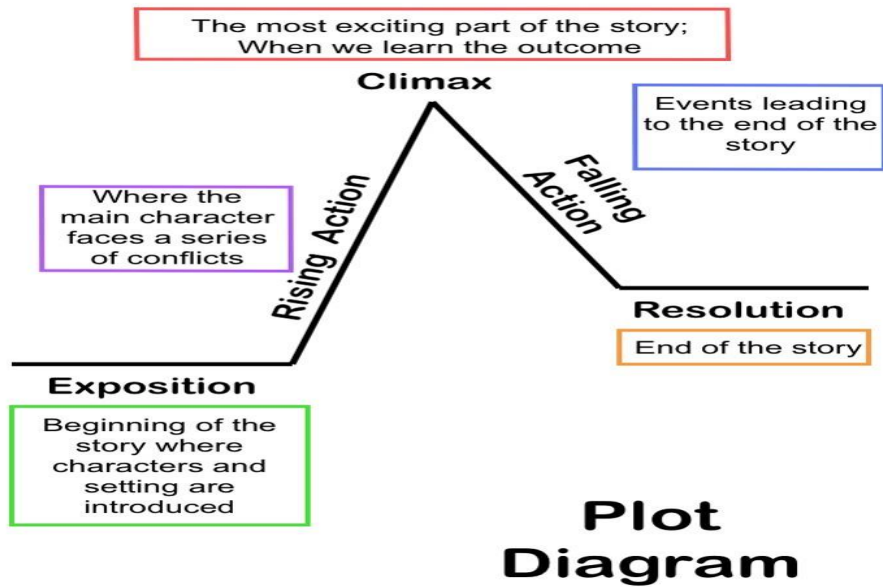 The most exciting part of the story;
When we learn the outcome
Climax
Events leading
to the end of the
story
Falling
Action
Where the
main character
faces a series
of conflicts
Rising Action
Resolution
End of the story
Exposition
Beginning of the
story where
characters and
setting are
introduced
Plot
Diagram